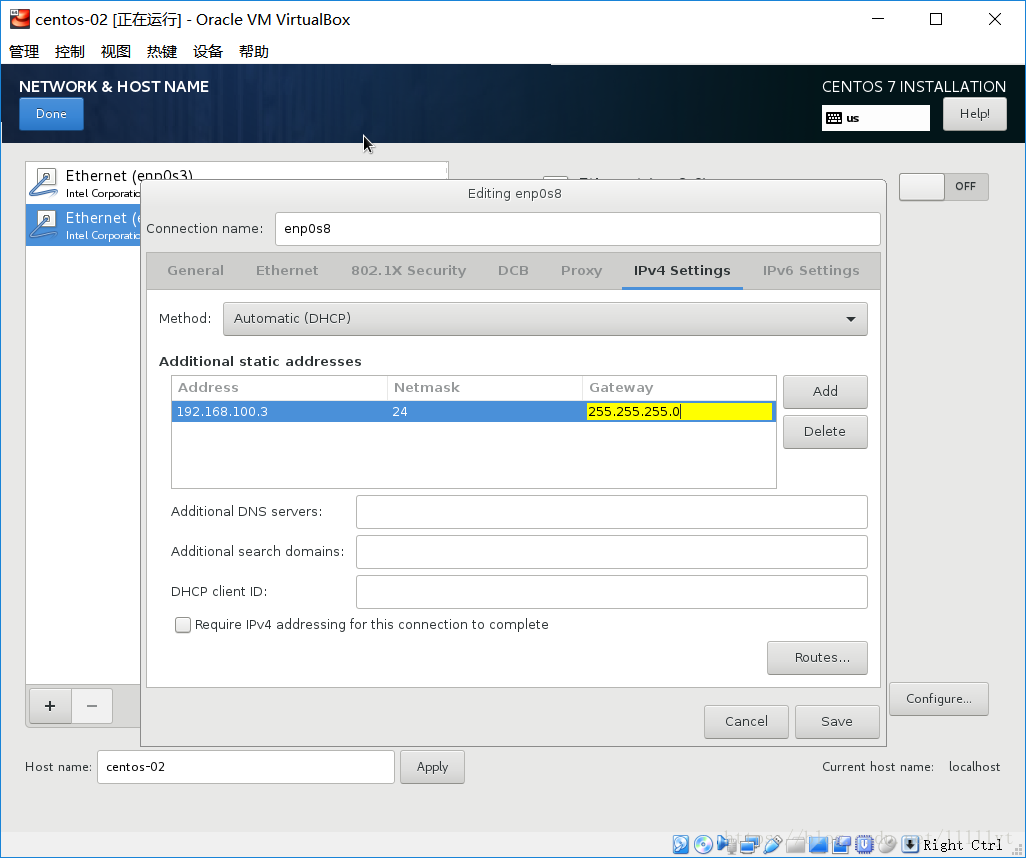 centos-02 [正在运行] - Oracle VM VirtualBox
管理 控制 视图 热键 设备 帮助
NETWORK & HOST NAME
CENTOS 7 INSTALLATION
Done
us
Help!
Ethernet (enp0s3)
Intel Corporatio
Ethernet (e
Intel Corporatio
OFF
Editing enp0s8
Connection name: enp0s8
General Ethernet 802.1X Security DCB Proxy IPv4 Settings IPv6 Settings
Method: Automatic (DHCP)
Additional static addresses
Address Netmask Gateway
192.168.100.3 24 255.255.255.0
Add
Delete
Additional DNS servers:
Additional search domains:
DHCP client ID:
Require IPv4 addressing for this connection to complete
Routes...
Cancel Save
+ −
Configure...
Host name: centos-02 Apply
Current host name: localhost
Right Ctrl